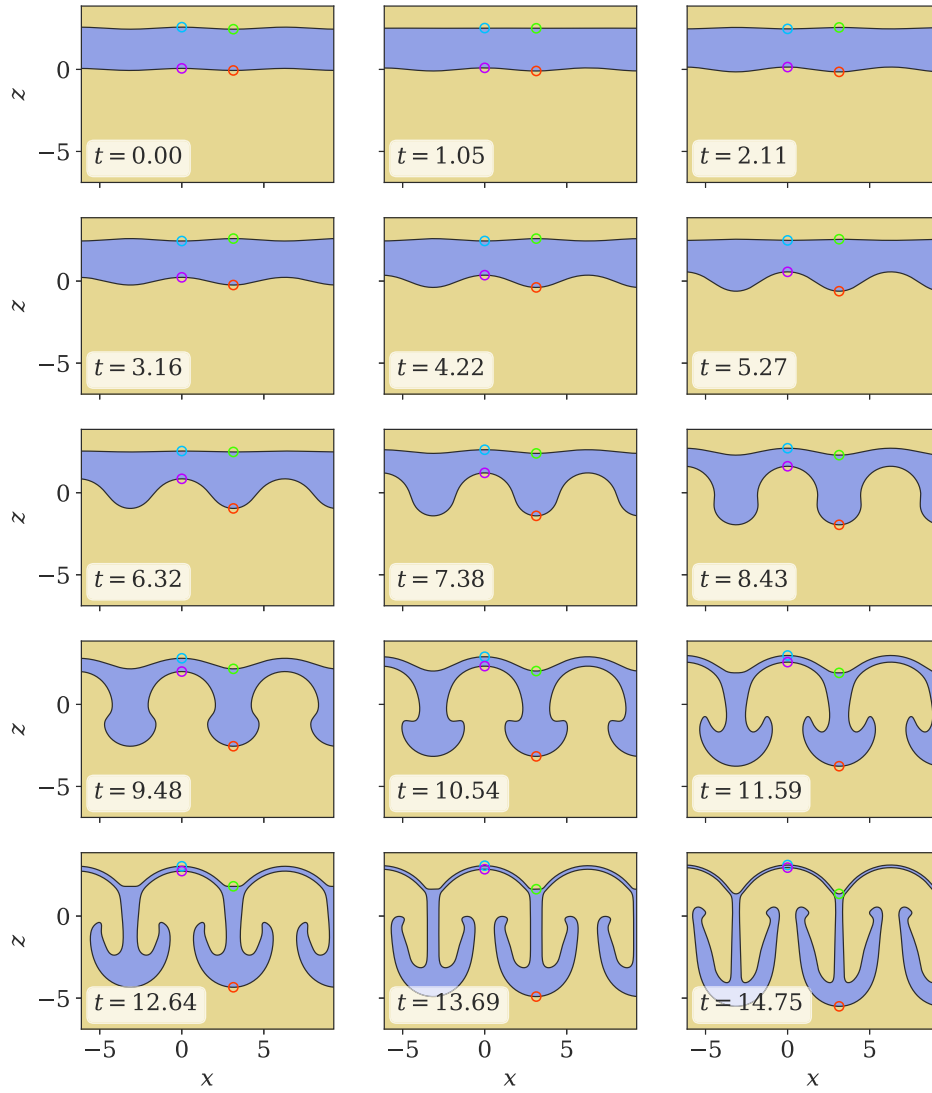 z
0
−5
t = 0.00
t = 1.05
t = 2.11
z
0
−5
t = 3.16
t = 4.22
t = 5.27
z
0
−5
t = 6.32
t = 7.38
t = 8.43
z
0
−5
t = 9.48
t = 10.54
t = 11.59
z
0
−5
t = 12.64
t = 13.69
t = 14.75
−5 0 5
−5 0 5
−5 0 5
x
x
x